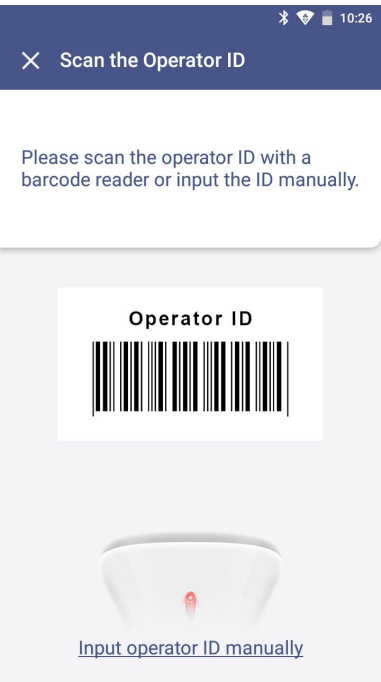 10:26
Scan the Operator ID
Please scan the operator ID with a
barcode reader or input the ID manually.
Operator ID
Input operator ID manually